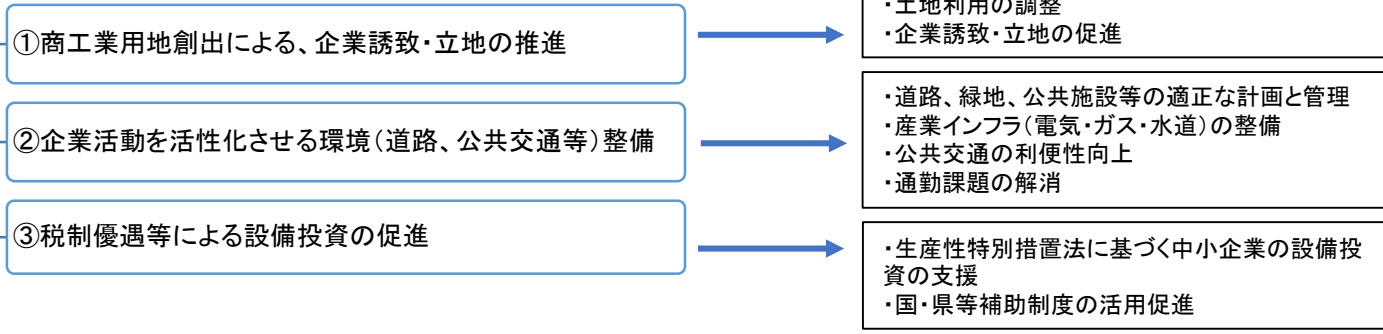 ・土地利用の調整
①商工業用地創出による、企業誘致・立地の推進
・企業誘致・立地の促進
②企業活動を活性化させる環境（道路、公共交通等）整備
・道路、緑地、公共施設等の適正な計画と管理
・産業インフラ（電気・ガス・水道）の整備
・公共交通の利便性向上
・通勤課題の解消
③税制優遇等による設備投資の促進
・生産性特別措置法に基づく中小企業の設備投
資の支援
・国・県等補助制度の活用促進